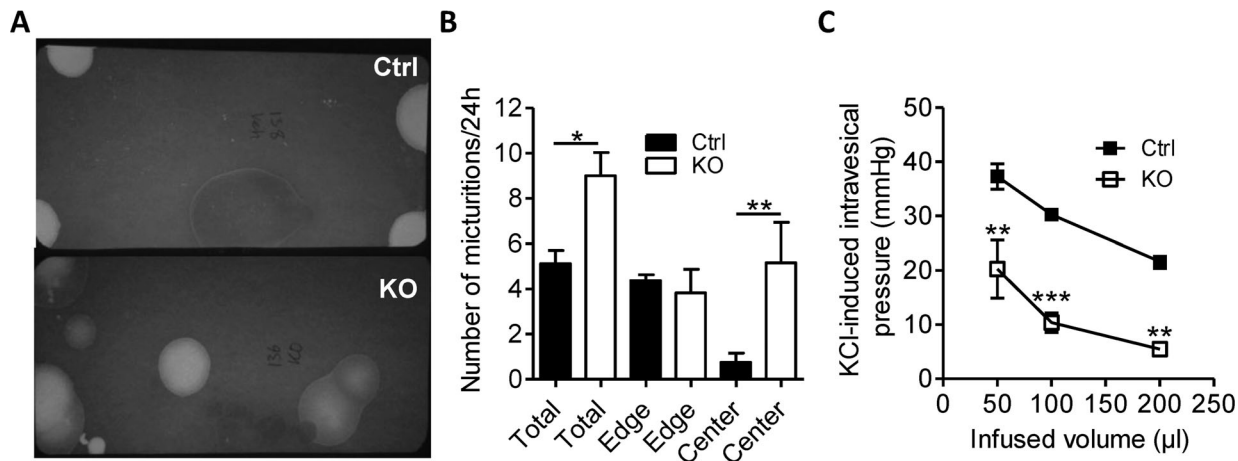 A
Ctrl
KO
B
Number of micturitions/24h
12
10
8
6
4
2
0
*
**
Ctrl
KO
Total
Total
Edge
Edge
Center
Center
C
KCl-induced intravesical
pressure (mmHg)
50
40
30
20
10
0
Ctrl
KO
**
***
**
0 50 100 150 200 250
Infused volume (µl)